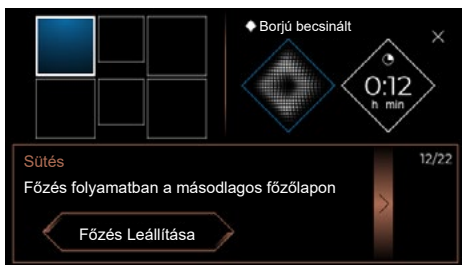 Borjú becsinált
0:12
h min
Sütés
12/22
Főzés folyamatban a másodlagos főzőlapon
Főzés Leállítása